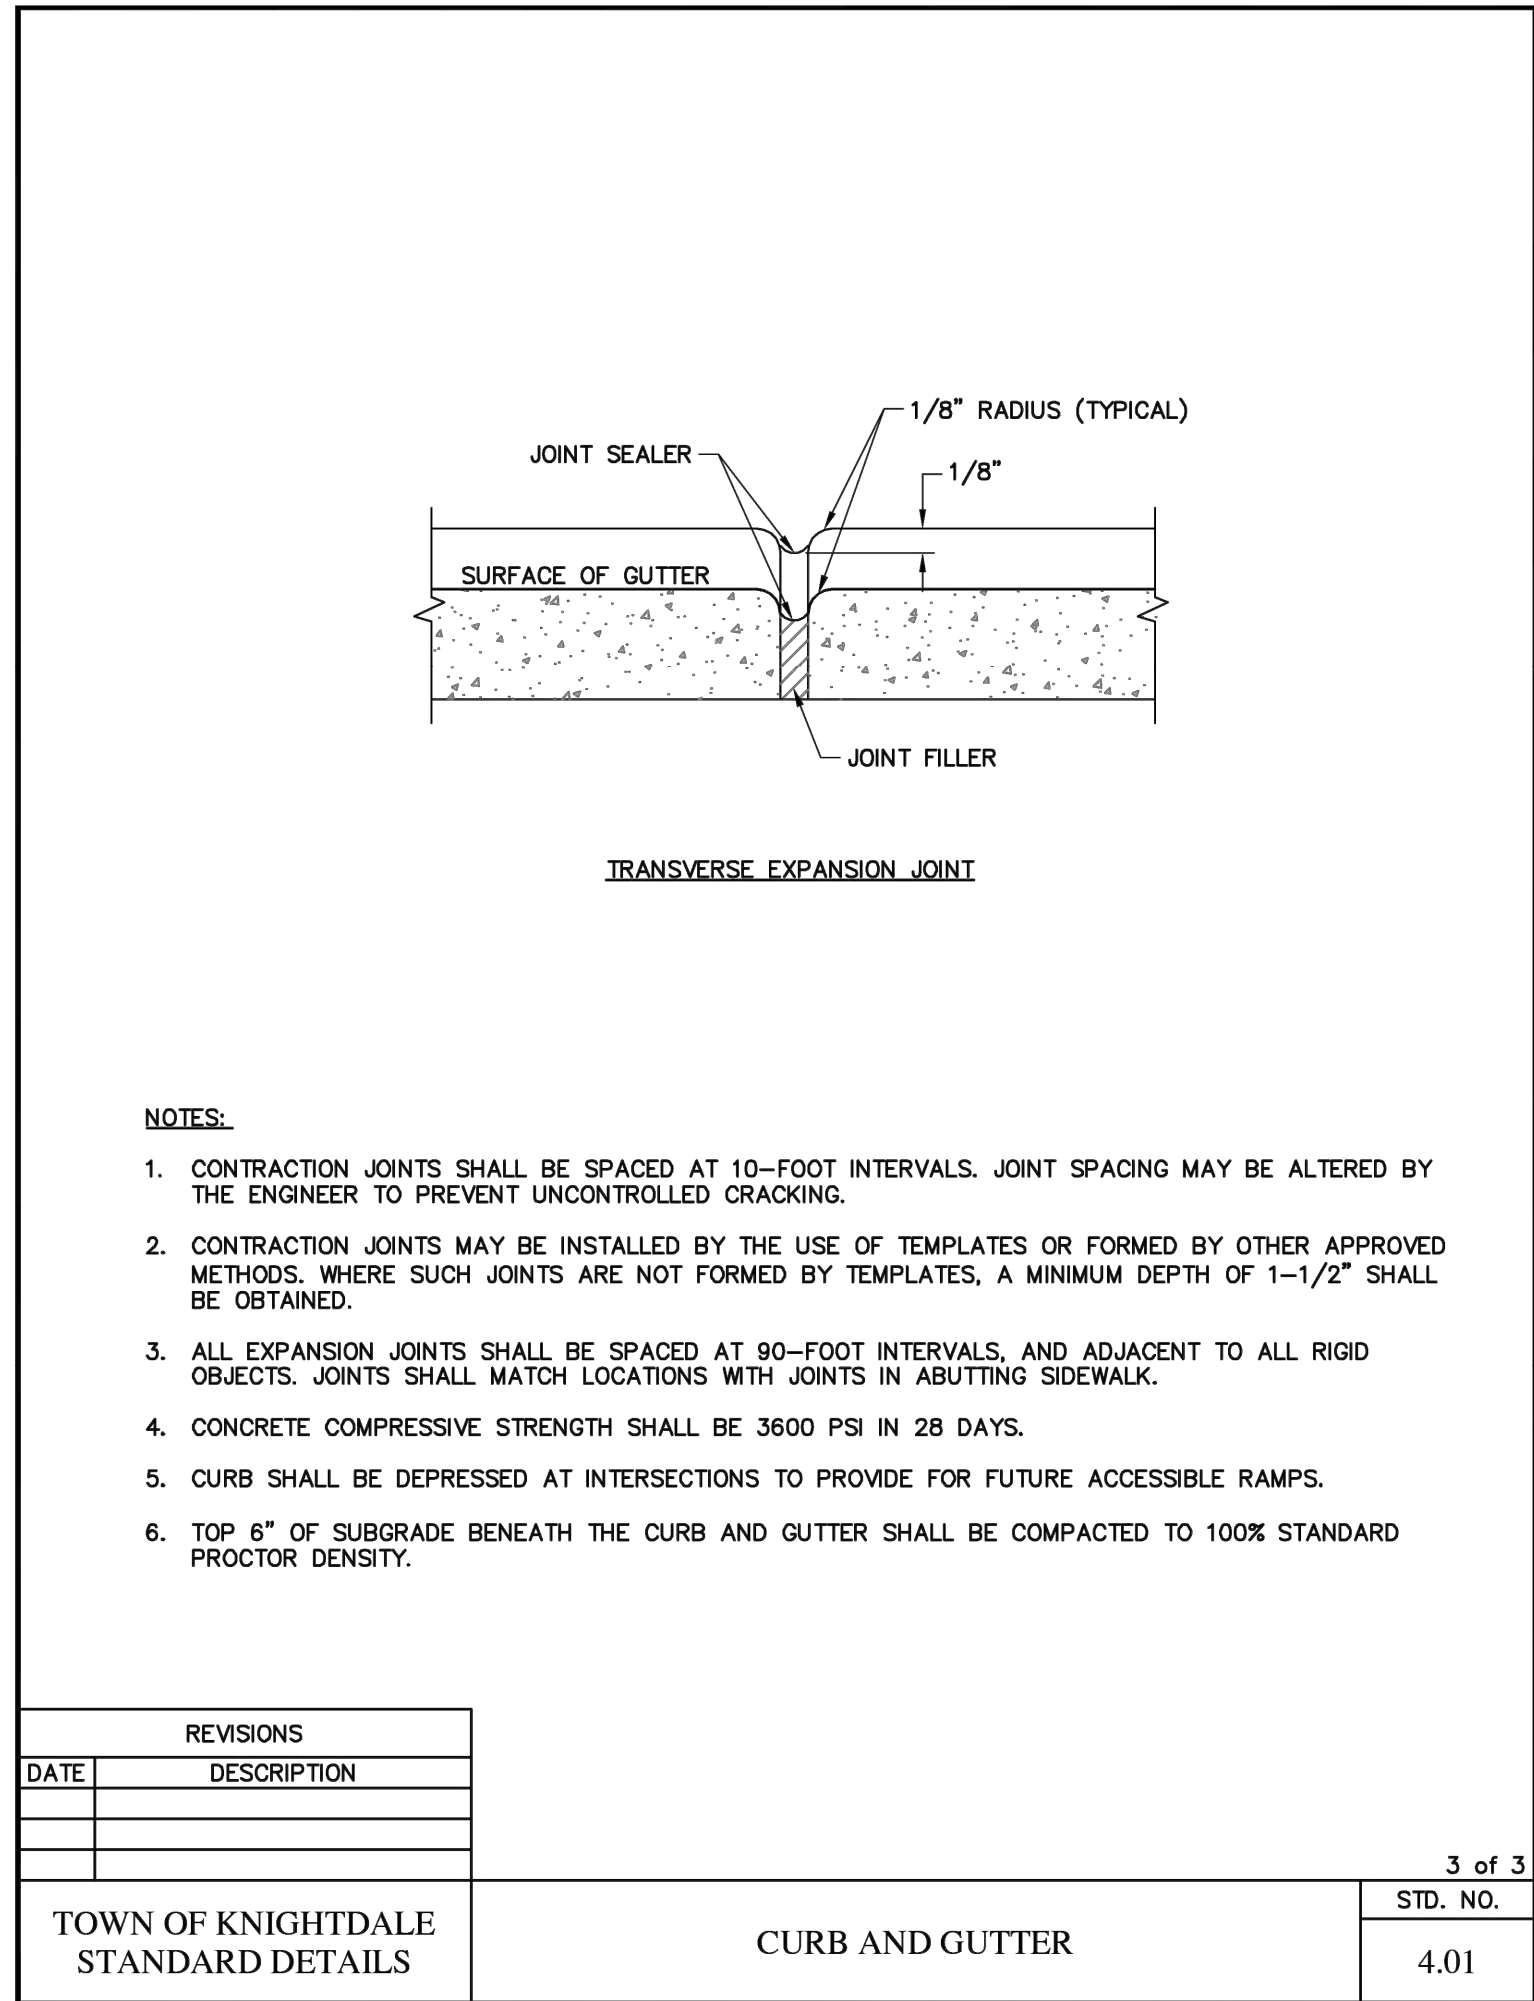 1/8" RADIUS (TYPICAL)
JOINT SEALER
1/8"
SURFACE OF GUTTER
JOINT FILLER
TRANSVERSE EXPANSION JOINT
NOTES:
1. CONTRACTION JOINTS SHALL BE SPACED AT 10-FOOT INTERVALS. JOINT SPACING MAY BE ALTERED BY
THE ENGINEER TO PREVENT UNCONTROLLED CRACKING.
2. CONTRACTION JOINTS MAY BE INSTALLED BY THE USE OF TEMPLATES OR FORMED BY OTHER APPROVED
METHODS. WHERE SUCH JOINTS ARE NOT FORMED BY TEMPLATES, A MINIMUM DEPTH OF 1-1/2" SHALL
BE OBTAINED.
3. ALL EXPANSION JOINTS SHALL BE SPACED AT 90-FOOT INTERVALS, AND ADJACENT TO ALL RIGID
OBJECTS. JOINTS SHALL MATCH LOCATIONS WITH JOINTS IN ABUTTING SIDEWALK.
4. CONCRETE COMPRESSIVE STRENGTH SHALL BE 3600 PSI IN 28 DAYS.
5. CURB SHALL BE DEPRESSED AT INTERSECTIONS TO PROVIDE FOR FUTURE ACCESSIBLE RAMPS.
6. TOP 6" OF SUBGRADE BENEATH THE CURB AND GUTTER SHALL BE COMPACTED TO 100% STANDARD
PROCTOR DENSITY.
REVISIONS
DATE DESCRIPTION
3 of 3
TOWN OF KNIGHTDALE
STANDARD DETAILS
CURB AND GUTTER
STD. NO.
4.01